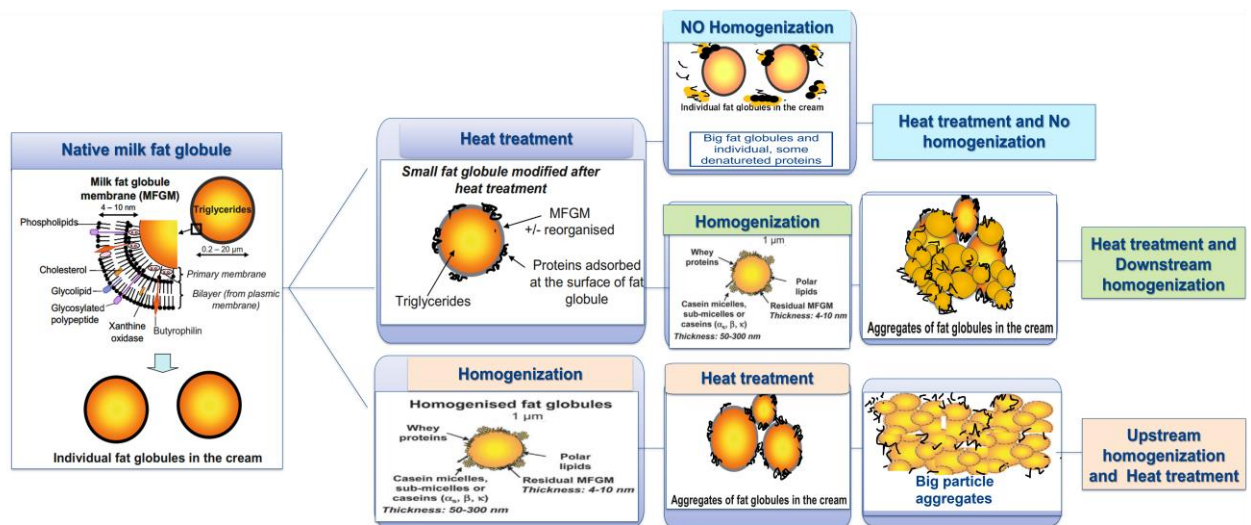 Native milk fat globule
Milk fat globule
membrane (MFGM)
4 – 10 nm
Triglycerides
Phospholipids
0.2 – 20 µm
Cholesterol
Primary membrane
Glycolipid
Bilayer (from plasmic
membrane)
Glycosylated
polypeptide
Xanthine
oxidase
Butyrophilin
Individual fat globules in the cream
Heat treatment
Small fat globule modified after
heat treatment
MFGM
+/- reorganised
Proteins adsorbed
at the surface of fat
globule
Triglycerides
NO Homogenization
Individual fat globules in the cream
Big fat globules and
individual, some
denatureted proteins
Heat treatment and No
homogenization
Homogenization
1 µm
Whey
proteins
Polar
lipids
Casein micelles,
sub-micelles or
caseins (αs, β, κ)
Thickness: 50-300 nm
Residual MFGM
Thickness: 4-10 nm
Aggregates of fat globules in the cream
Heat treatment and
Downstream
homogenization
Homogenization
Homogenised fat globules
1 µm
Whey
proteins
Polar
lipids
Casein micelles,
sub-micelles or
caseins (αs, β, κ)
Thickness: 50-300 nm
Residual MFGM
Thickness: 4-10 nm
Heat treatment
Aggregates of fat globules in the cream
Big particle
aggregates
Upstream
homogenization
and Heat treatment